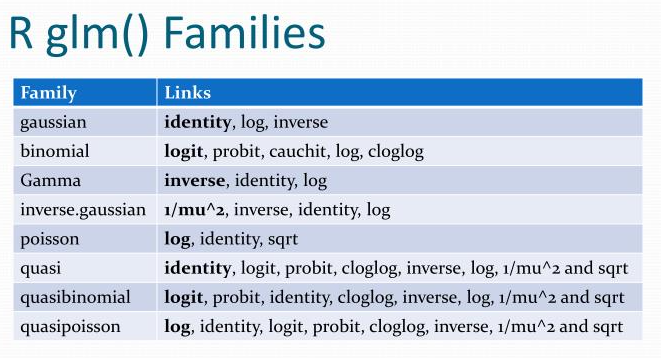 R glm() Families
Family Links
gaussian identity, log, inverse
binomial logit, probit, cauchit, log, cloglog
Gamma inverse, identity, log
inverse.gaussian 1/mu^2, inverse, identity, log
poisson log, identity, sqrt
quasi identity, logit, probit, cloglog, inverse, log, 1/mu^2 and sqrt
quasibinomial logit, probit, identity, cloglog, inverse, log, 1/mu^2 and sqrt
quasipoisson log, identity, logit, probit, cloglog, inverse, 1/mu^2 and sqrt